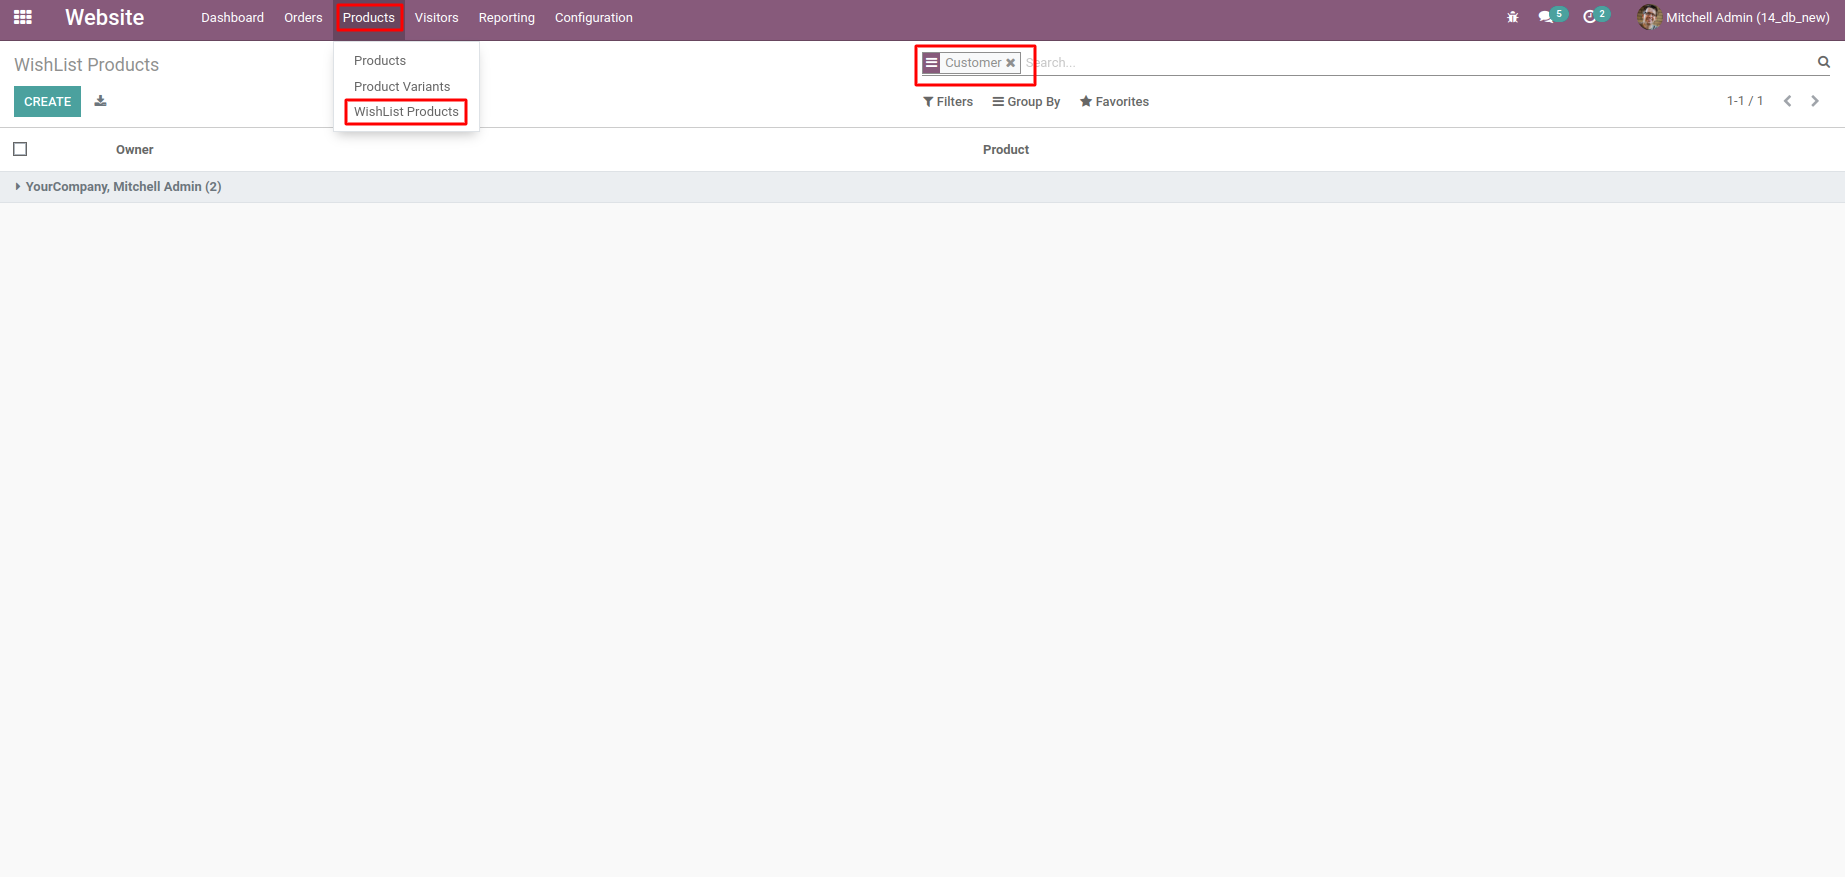 Website Dashboard Orders Products Visitors Reporting Configuration 5 2 Mitchell Admin (14_db_new)
WishList Products
Products
Product Variants
WishList Products
Customer Search...
CREATE
Filters Group By Favorites 1-1 / 1
Owner Product
YourCompany, Mitchell Admin (2)